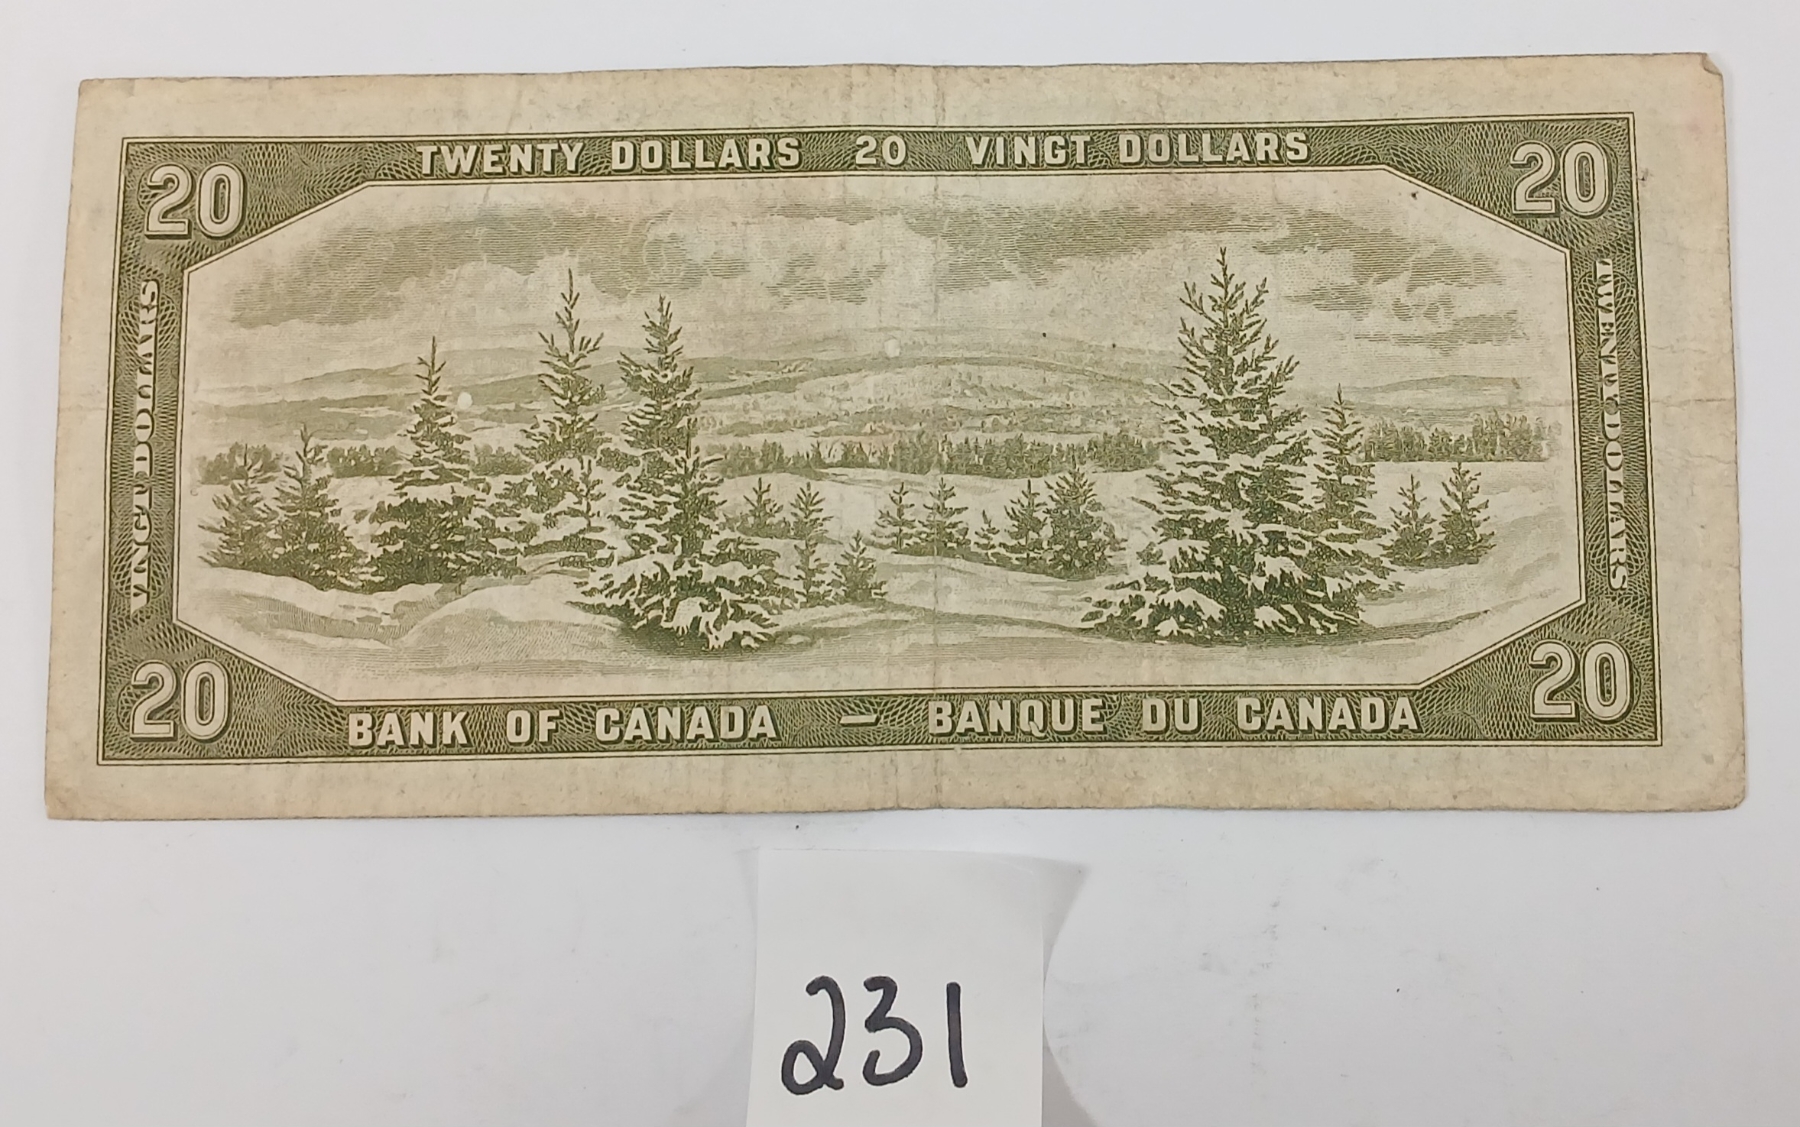 TWENTY DOLLARS 20 VINGT DOLLARS
20 20
VINGT DOLLARS
TWENTY DOLLARS
20 20
BANK OF CANADA — BANQUE DU CANADA
231